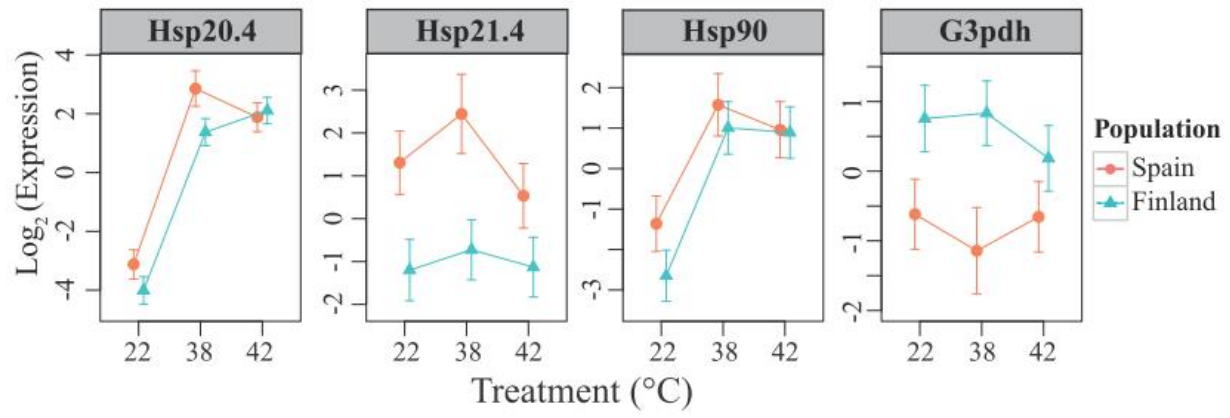 Hsp20.4 Hsp21.4 Hsp90 G3pdh
Log2 (Expression)
4
2
0
-2
-4
3
2
1
0
-1
-2
2
1
0
-1
-3
1
0
-1
-2
Population
Spain
Finland
22 38 42 22 38 42 22 38 42 22 38 42
Treatment (°C)